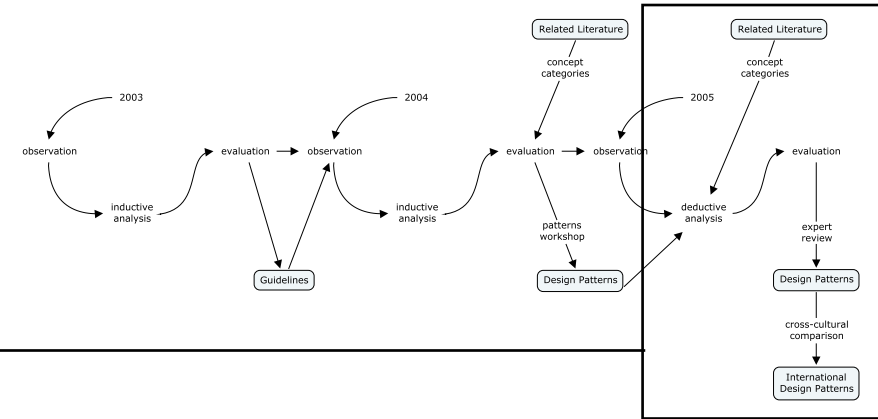 Related Literature
Related Literature
concept
categories
concept
categories
2003
2004
2005
observation
evaluation
observation
evaluation
observation
evaluation
inductive
analysis
inductive
analysis
deductive
analysis
patterns
workshop
expert
review
Guidelines
Design Patterns
Design Patterns
cross-cultural
comparison
International
Design Patterns